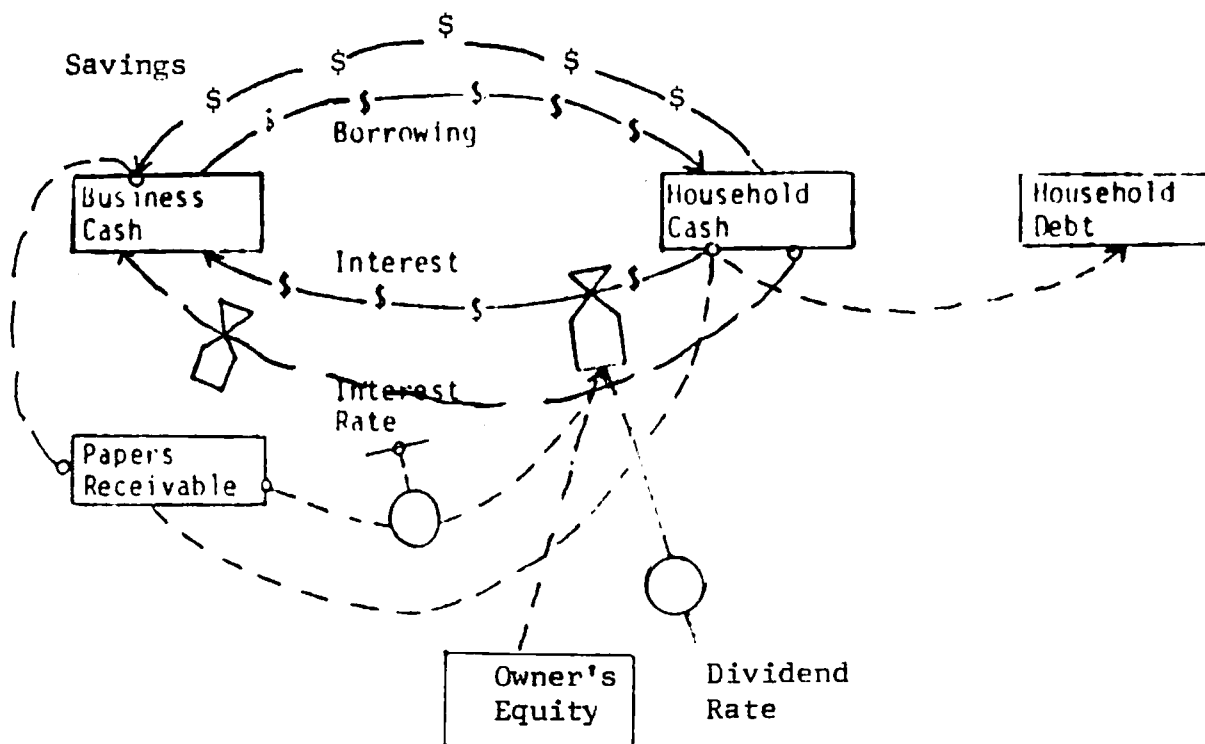 $
Savings $ $
$ $
$ $ $ $ $
Borrowing
Business
Cash
Household
Cash
Household
Debt
Interest
$ $ $ $
Interest
Rate
Papers
Receivable
Owner's
Equity
Dividend
Rate